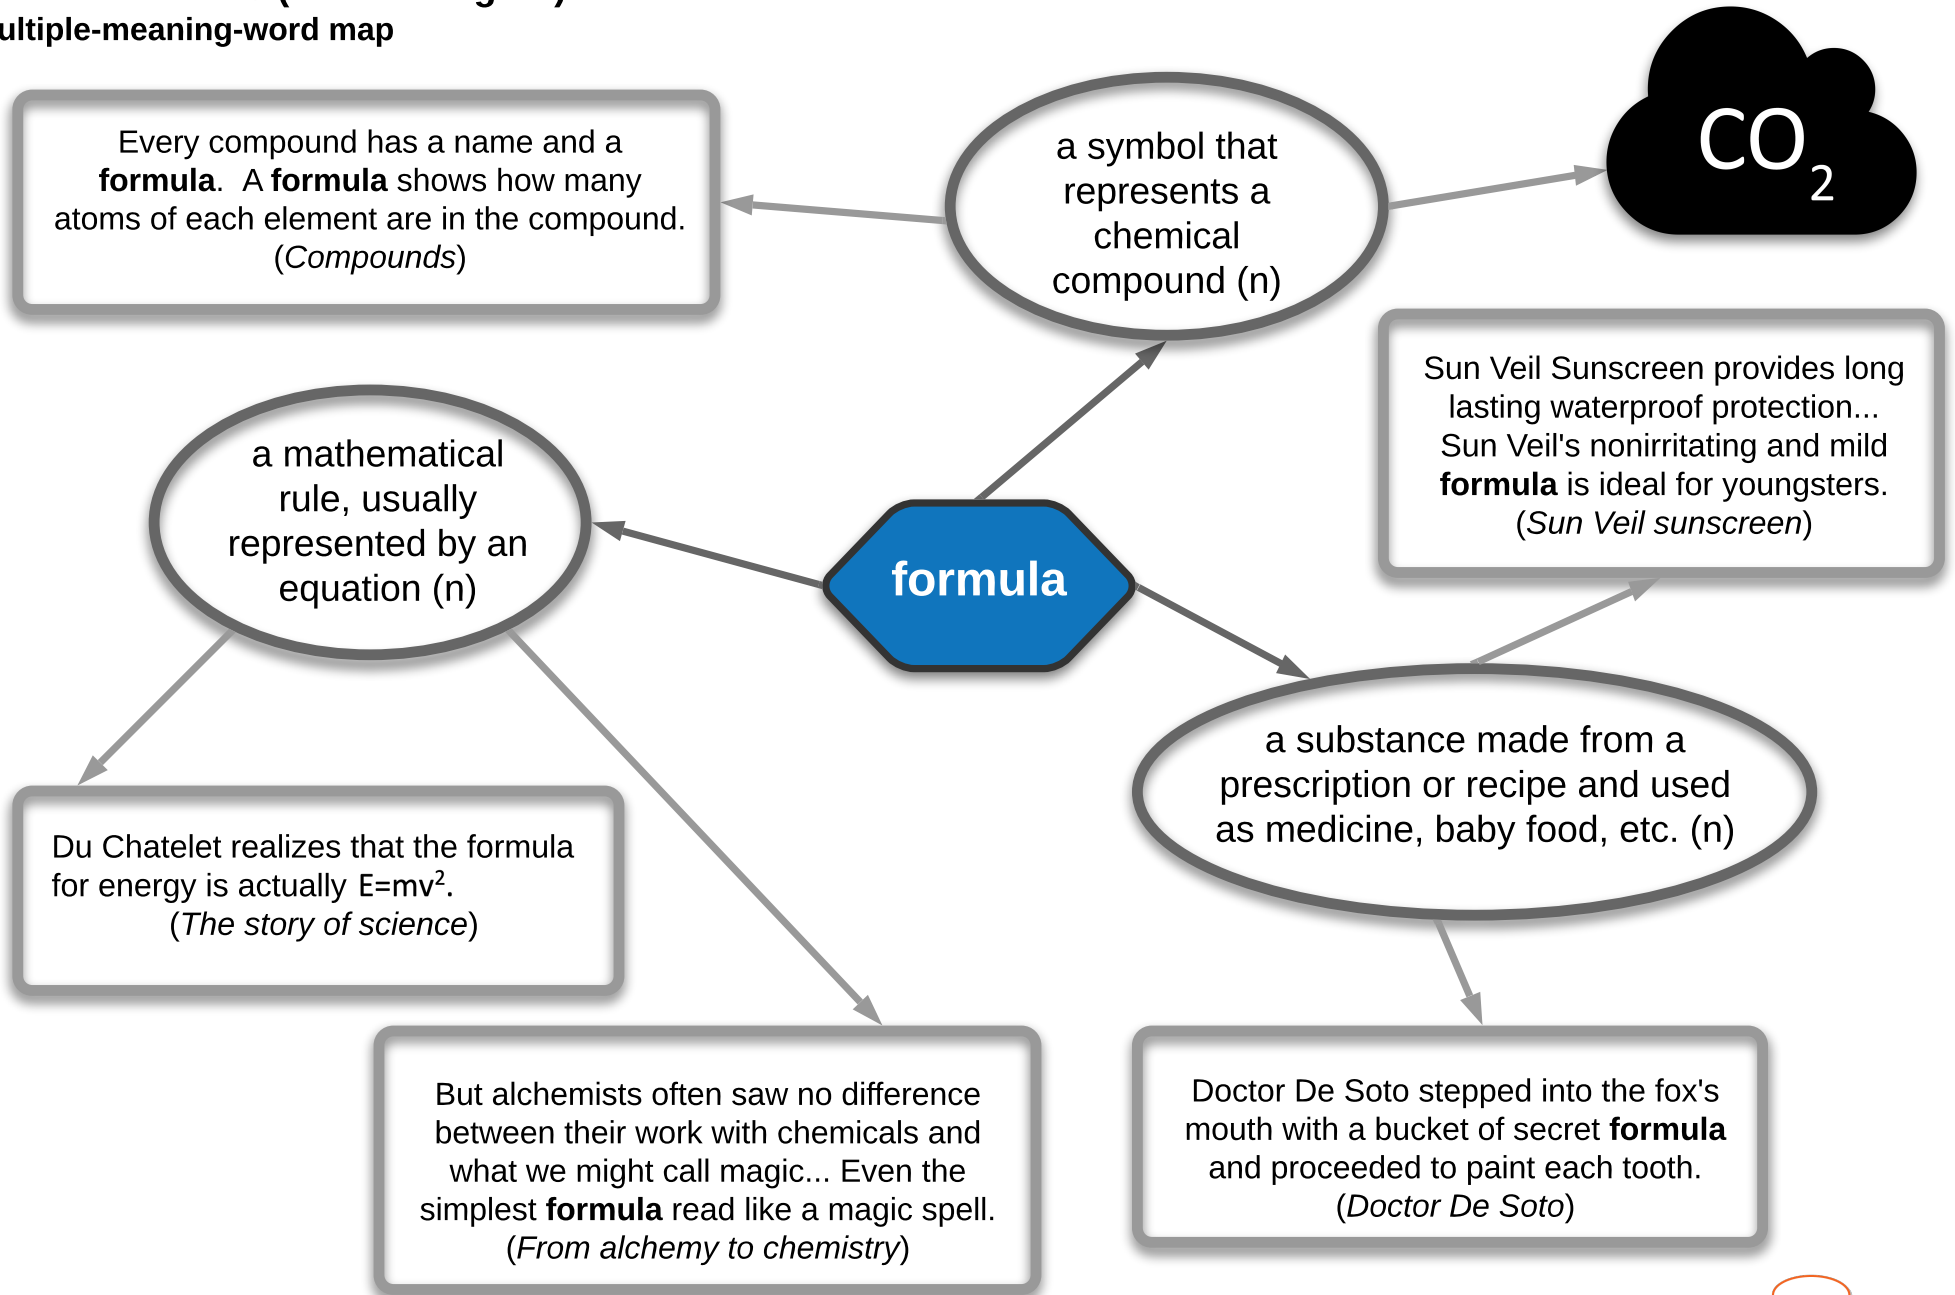 ultiple-meaning-word map
Every compound has a name and a
formula.  A formula shows how many
atoms of each element are in the compound.
(Compounds)
a symbol that
represents a
chemical
compound (n)
CO₂
Sun Veil Sunscreen provides long
lasting waterproof protection...
Sun Veil's nonirritating and mild
formula is ideal for youngsters.
(Sun Veil sunscreen)
a mathematical
rule, usually
represented by an
equation (n)
formula
a substance made from a
prescription or recipe and used
as medicine, baby food, etc. (n)
Du Chatelet realizes that the formula
for energy is actually E=mv².
(The story of science)
But alchemists often saw no difference
between their work with chemicals and
what we might call magic... Even the
simplest formula read like a magic spell.
(From alchemy to chemistry)
Doctor De Soto stepped into the fox's
mouth with a bucket of secret formula
and proceeded to paint each tooth.
(Doctor De Soto)